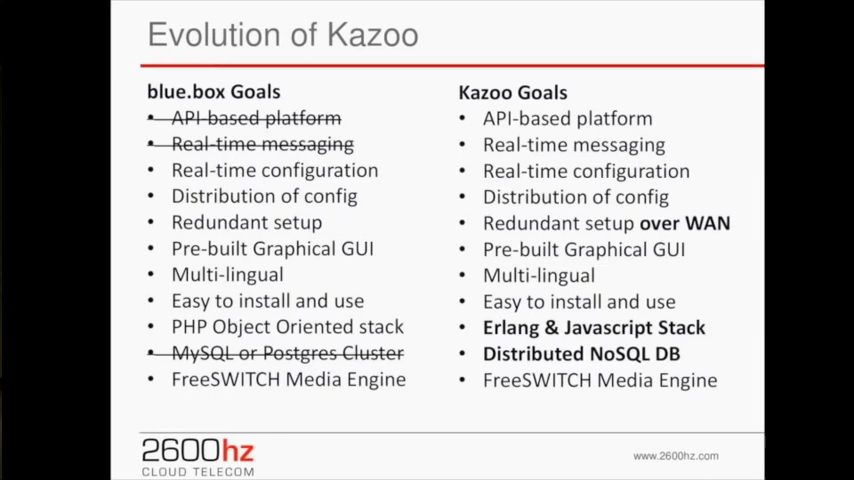 Evolution of Kazoo
blue.box Goals
• API-based platform
• Real-time messaging
• Real-time configuration
• Distribution of config
• Redundant setup
• Pre-built Graphical GUI
• Multi-lingual
• Easy to install and use
• PHP Object Oriented stack
• MySQL or Postgres Cluster
• FreeSWITCH Media Engine
Kazoo Goals
• API-based platform
• Real-time messaging
• Real-time configuration
• Distribution of config
• Redundant setup over WAN
• Pre-built Graphical GUI
• Multi-lingual
• Easy to install and use
• Erlang & Javascript Stack
• Distributed NoSQL DB
• FreeSWITCH Media Engine
2600hz
CLOUD TELECOM
www.2600hz.com